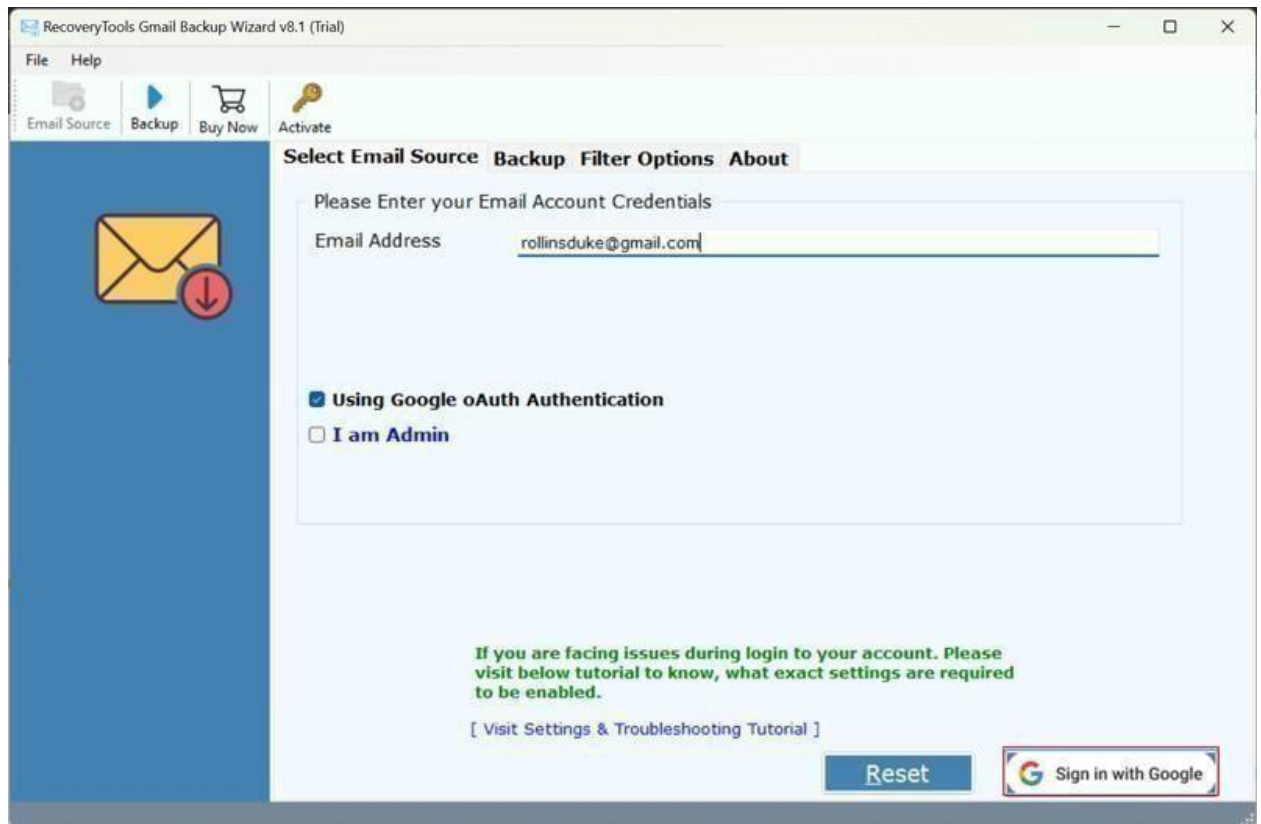 RecoveryTools Gmail Backup Wizard v8.1 (Trial)
File Help
Email Source Backup Buy Now Activate
Select Email Source Backup Filter Options About
Please Enter your Email Account Credentials
Email Address rollinsduke@gmail.com
Using Google oAuth Authentication
I am Admin
If you are facing issues during login to your account. Please
visit below tutorial to know, what exact settings are required
to be enabled.
[ Visit Settings & Troubleshooting Tutorial ]
Reset Sign in with Google